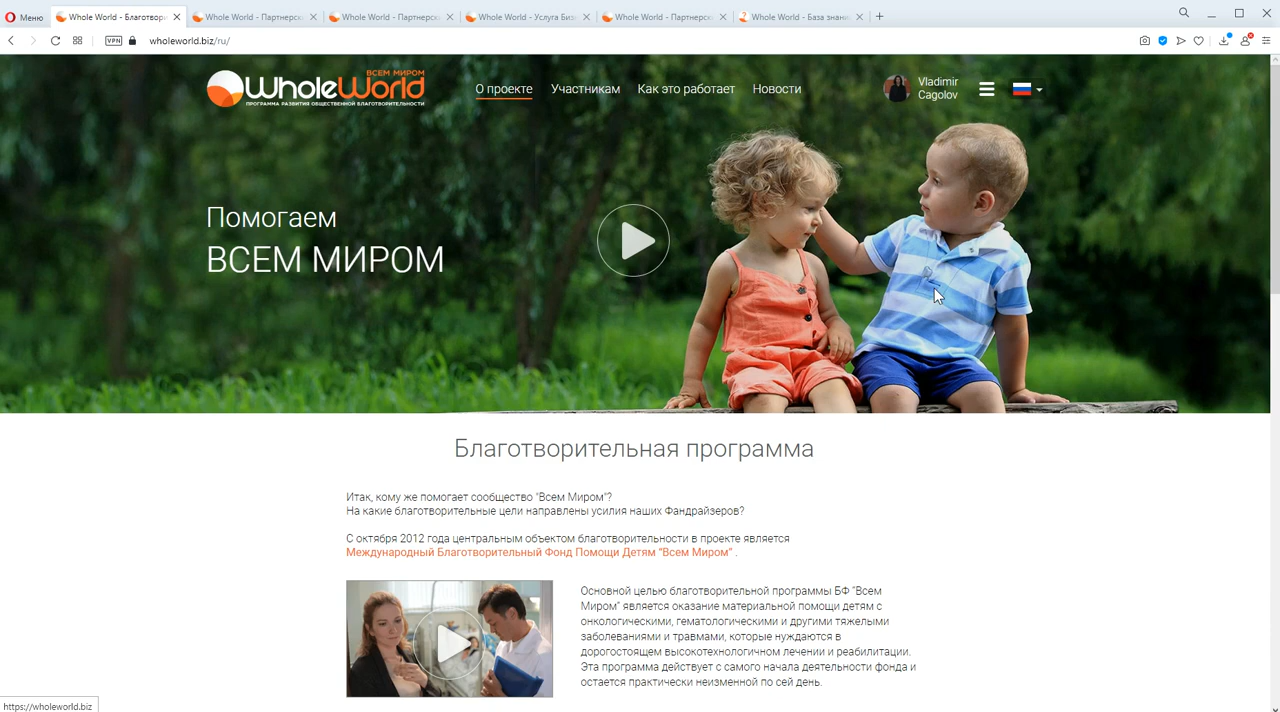 Меню
Whole World - Благотвори
Whole World - Партнерска
Whole World - Партнерска
Whole World - Услуга Биз
Whole World - Партнерска
Whole World - База знани
VPN
wholeworld.biz/ru/
ВСЕМ МИРОМ
WholeWorld
ПРОГРАММА РАЗВИТИЯ ОБЩЕСТВЕННОЙ БЛАГОТВОРИТЕЛЬНОСТИ
О проекте
Участникам
Как это работает
Новости
Vladimir
Cagolov
Помогаем
ВСЕМ МИРОМ
Благотворительная программа
Итак, кому же помогает сообщество "Всем Миром"?
На какие благотворительные цели направлены усилия наших Фандрайзеров?
С октября 2012 года центральным объектом благотворительности в проекте является
Международный Благотворительный Фонд Помощи Детям "Всем Миром" .
Основной целью благотворительной программы БФ "Всем
Миром" является оказание материальной помощи детям с
онкологическими, гематологическими и другими тяжелыми
заболеваниями и травмами, которые нуждаются в
дорогостоящем высокотехнологичном лечении и реабилитации.
Эта программа действует с самого начала деятельности фонда и
остается практически неизменной по сей день.
https://wholeworld.biz